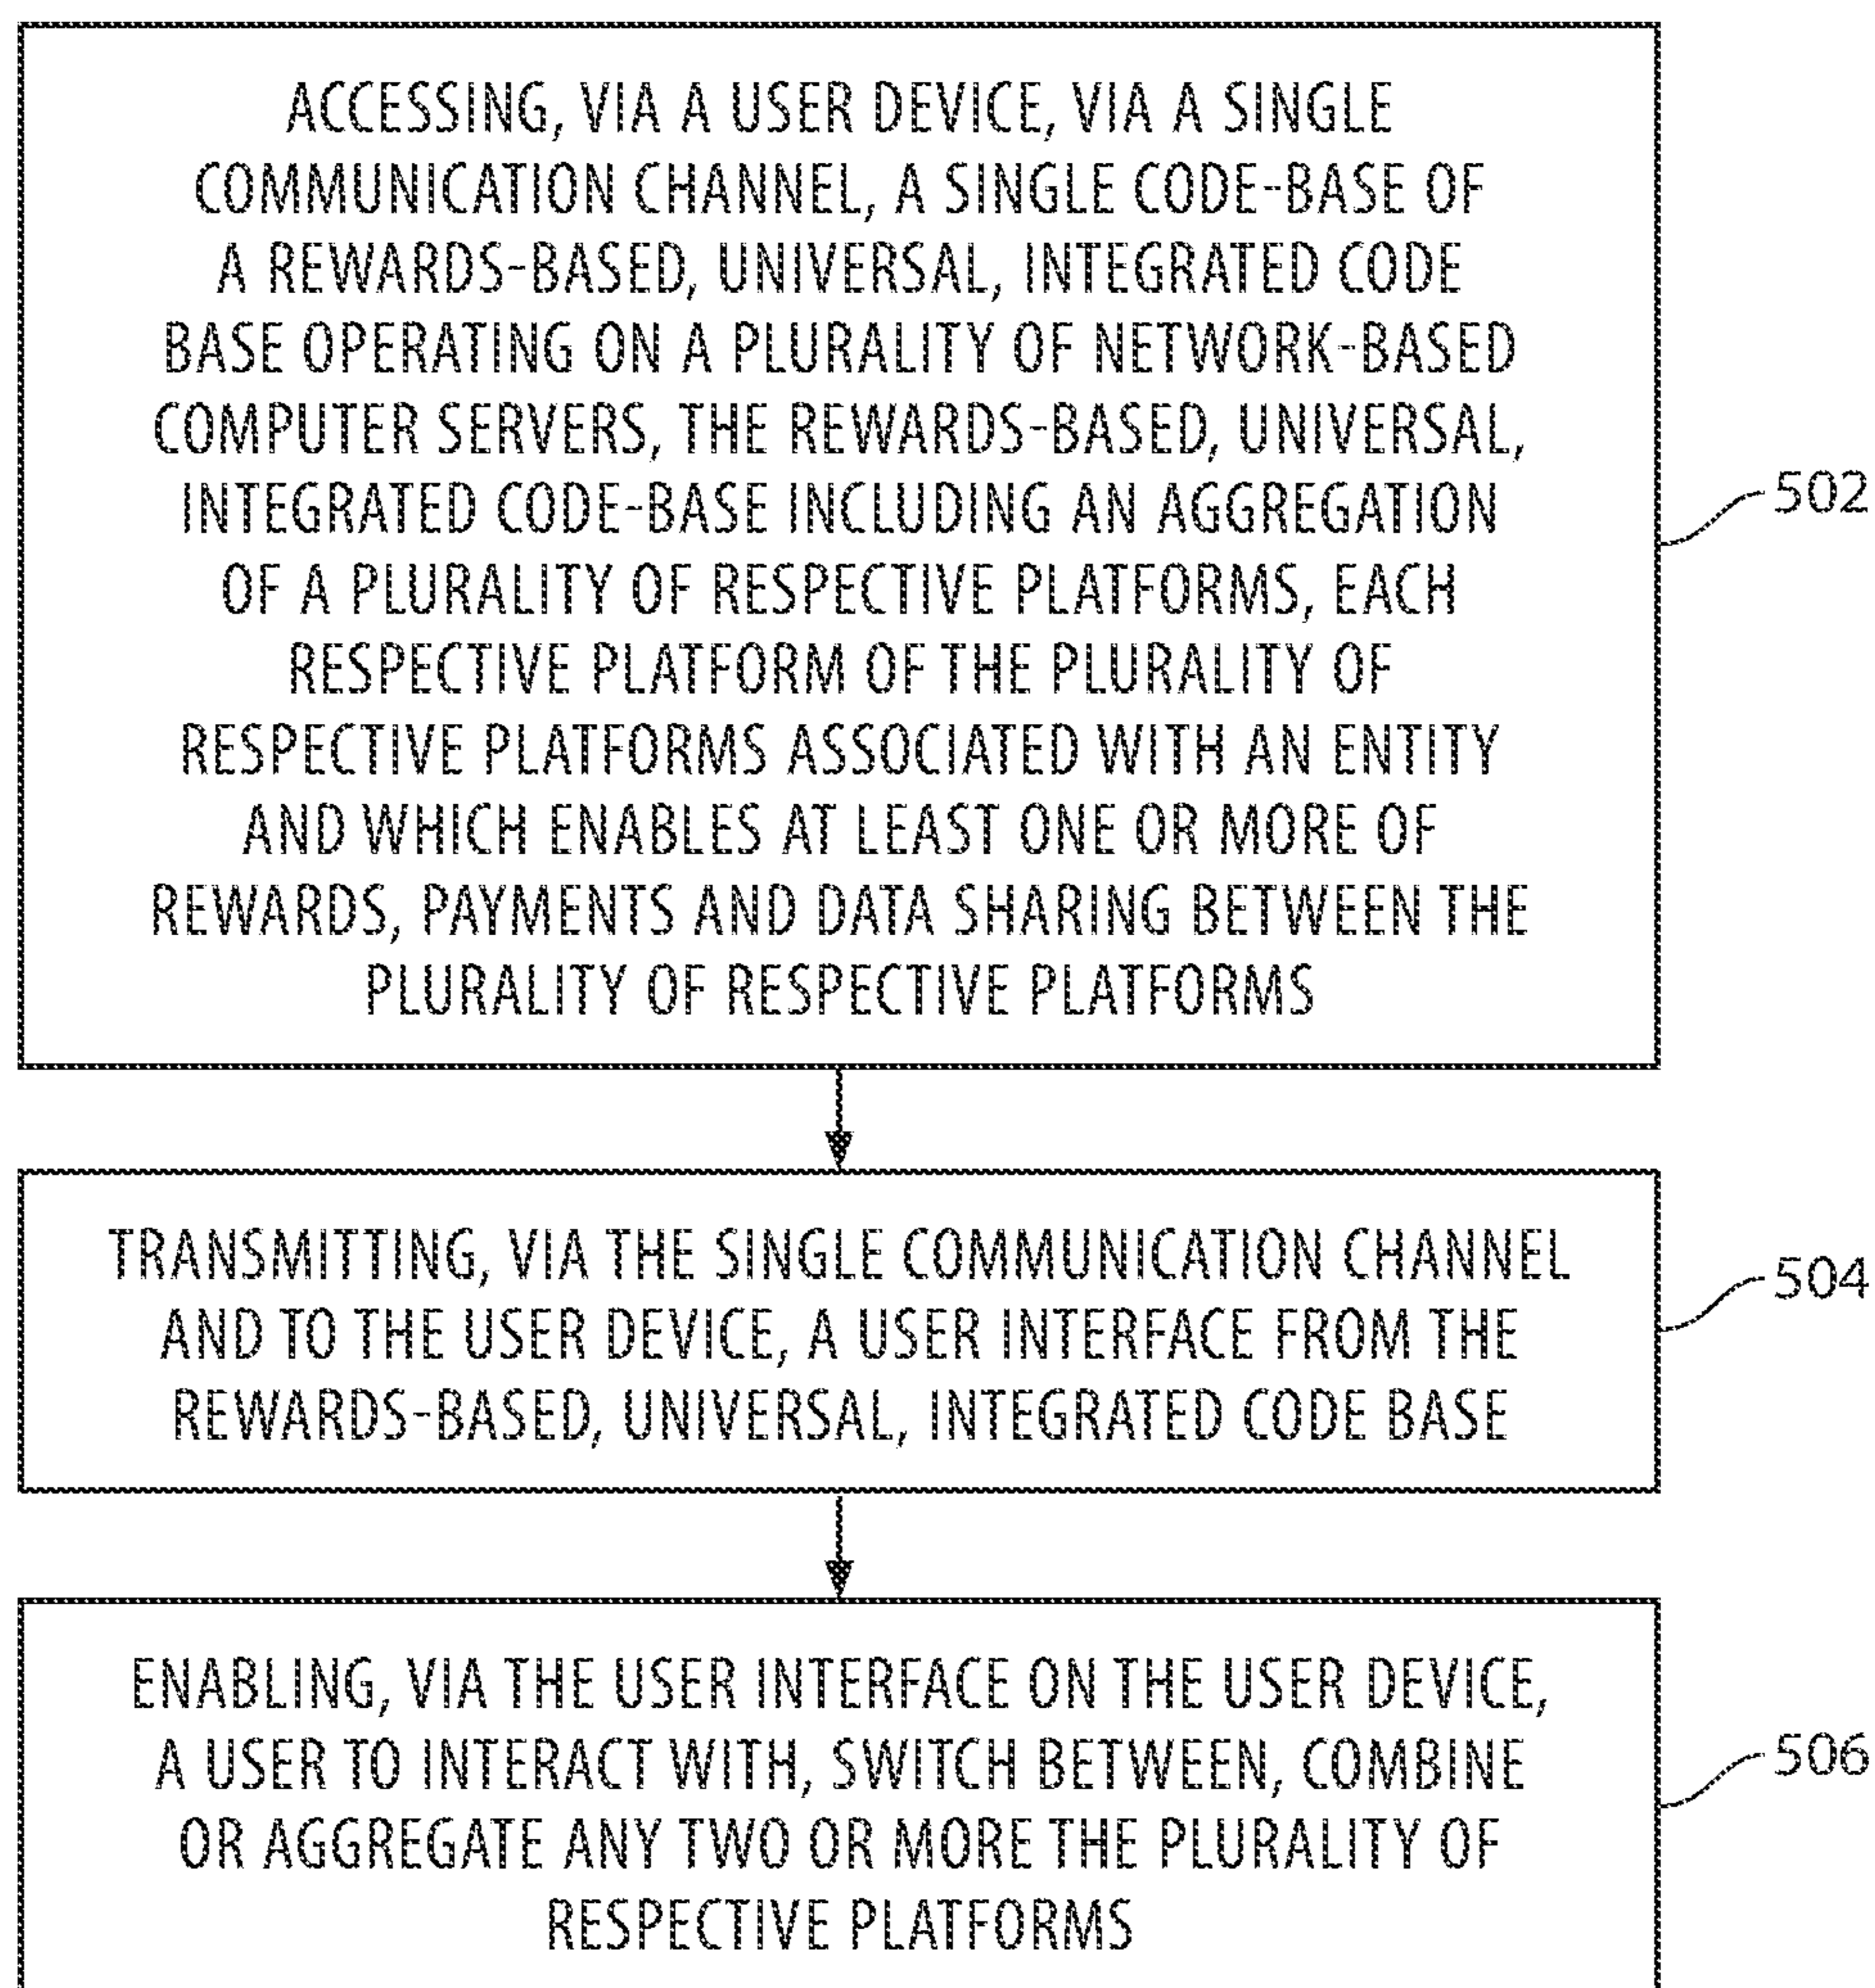 ACCESSING, VIA A USER DEVICE, VIA A SINGLE
COMMUNICATION CHANNEL, A SINGLE CODE-BASE OF
A REWARDS-BASED, UNIVERSAL, INTEGRATED CODE
BASE OPERATING ON A PLURALITY OF NETWORK-BASED
COMPUTER SERVERS, THE REWARDS-BASED, UNIVERSAL,
INTEGRATED CODE-BASE INCLUDING AN AGGREGATION
OF A PLURALITY OF RESPECTIVE PLATFORMS, EACH
RESPECTIVE PLATFORM OF THE PLURALITY OF
RESPECTIVE PLATFORMS ASSOCIATED WITH AN ENTITY
AND WHICH ENABLES AT LEAST ONE OR MORE OF
REWARDS, PAYMENTS AND DATA SHARING BETWEEN THE
PLURALITY OF RESPECTIVE PLATFORMS
502
TRANSMITTING, VIA THE SINGLE COMMUNICATION CHANNEL
AND TO THE USER DEVICE, A USER INTERFACE FROM THE
REWARDS-BASED, UNIVERSAL, INTEGRATED CODE BASE
504
ENABLING, VIA THE USER INTERFACE ON THE USER DEVICE,
A USER TO INTERACT WITH, SWITCH BETWEEN, COMBINE
OR AGGREGATE ANY TWO OR MORE THE PLURALITY OF
RESPECTIVE PLATFORMS
506